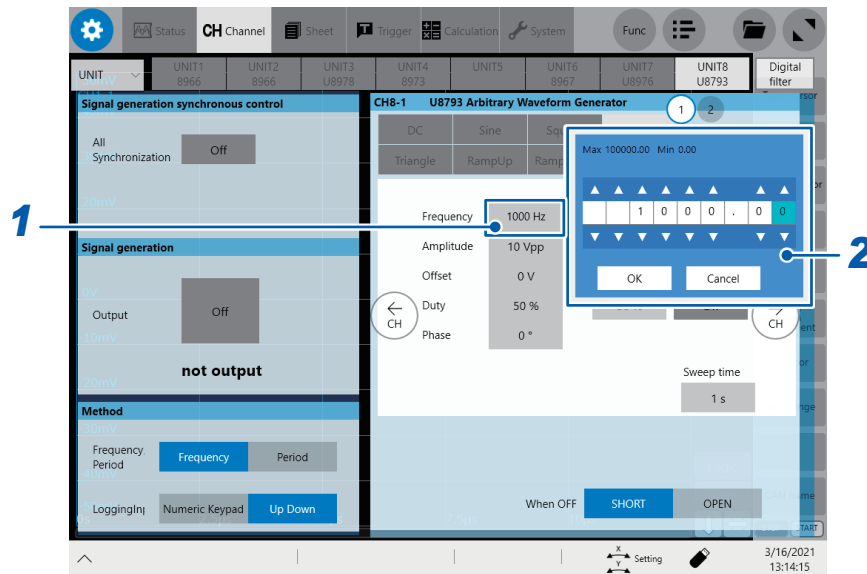 Status CH Channel Sheet Trigger Calculation System Func
UNIT
UNIT1 UNIT2 UNIT3 UNIT4 UNIT5 UNIT6 UNIT7 UNIT8 Digital
8966 8966 U8978 8973 8967 U8976 U8793 filter
Signal generation synchronous control
All
Synchronization Off
Signal generation
Output Off
not output
Method
Frequency.
Period Frequency Period
LoggingIn Numeric Keypad Up Down
CH8-1 U8793 Arbitrary Waveform Generator 1 2
DC Sine Squ
Triangle RampUp Ramp
Max 100000.00 Min 0.00
1 0 0 0 . 0 0
OK Cancel
Frequency 1000 Hz
Amplitude 10 Vpp
Offset 0 V
Duty 50 %
Phase 0 °
CH
CH
Sweep time
1 s
When OFF SHORT OPEN
1
2
START
X
Y
Setting
3/16/2021
13:14:15